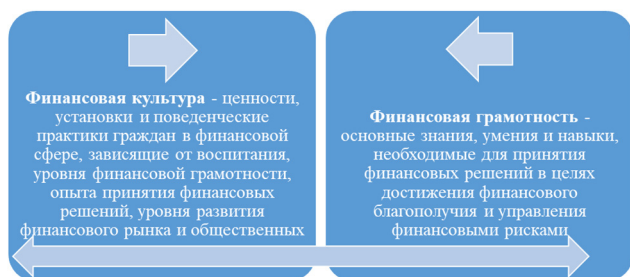 Финансовая культура - ценности,
установки и поведенческие
практики граждан в финансовой
сфере, зависящие от воспитания,
уровня финансовой грамотности,
опыта принятия финансовых
решений, уровня развития
финансового рынка и общественных
Финансовая грамотность -
основные знания, умения и навыки,
необходимые для принятия
финансовых решений в целях
достижения финансового
благополучия и управления
финансовыми рисками